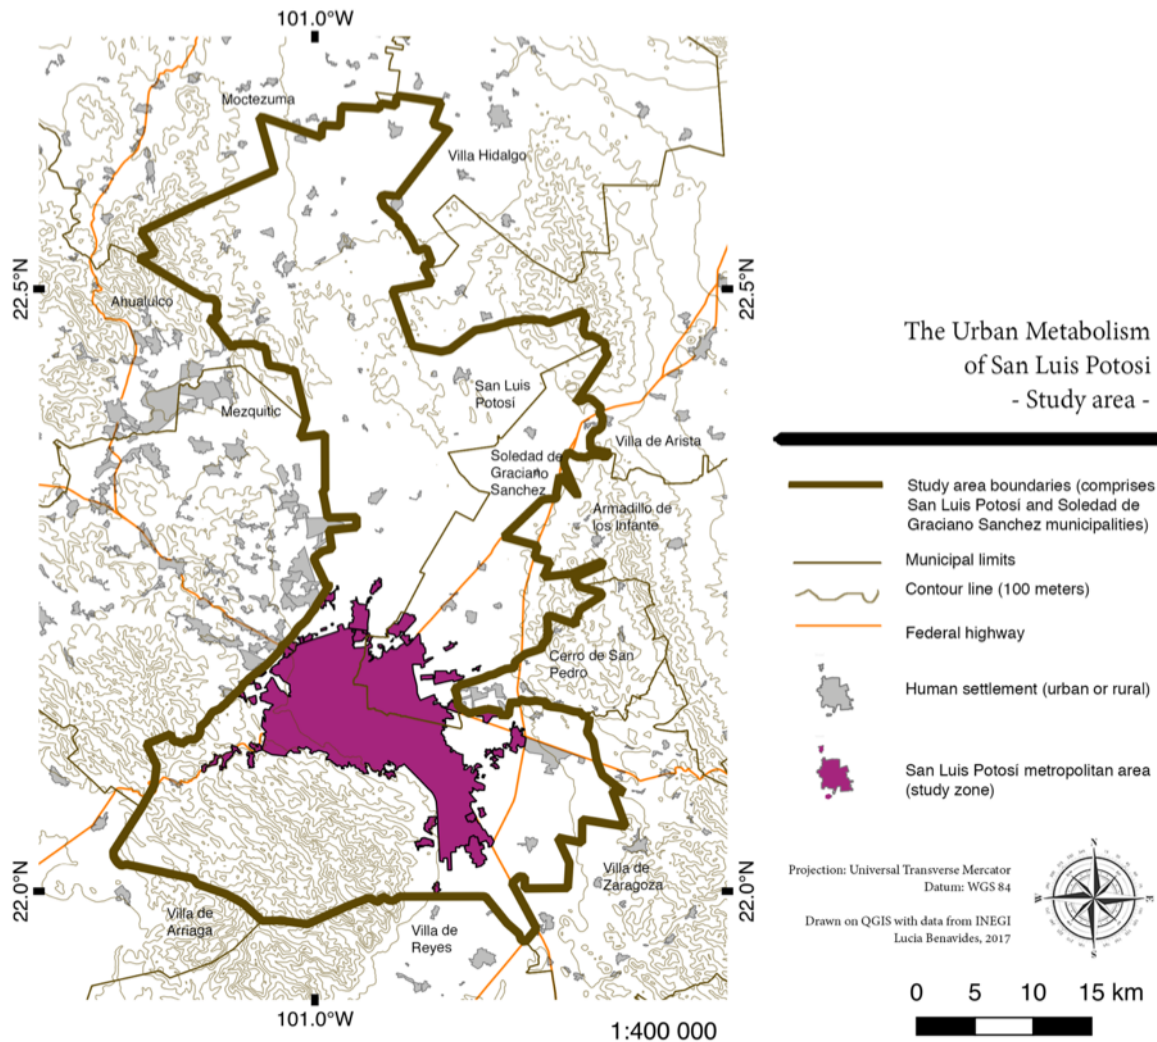 101.0°W
Moctezuma
Villa Hidalgo
22.5°N
22.5°N
Ahualulco
San Luis
Potosí
Mezquitic
Villa de Arista
Soledad de
Graciano
Sanchez
Armadillo de
los Infante
Cerro de San
Pedro
22.0°N
22.0°N
Villa de
Zaragoza
Villa de
Arriaga
Villa de
Reyes
101.0°W
1:400 000
The Urban Metabolism
of San Luis Potosi
- Study area -
Study area boundaries (comprises
San Luis Potosí and Soledad de
Graciano Sanchez municipalities)
Municipal limits
Contour line (100 meters)
Federal highway
Human settlement (urban or rural)
San Luis Potosí metropolitan area
(study zone)
Projection: Universal Transverse Mercator
Datum: WGS 84
Drawn on QGIS with data from INEGI
Lucia Benavides, 2017
N
W
E
S
0 5 10 15 km